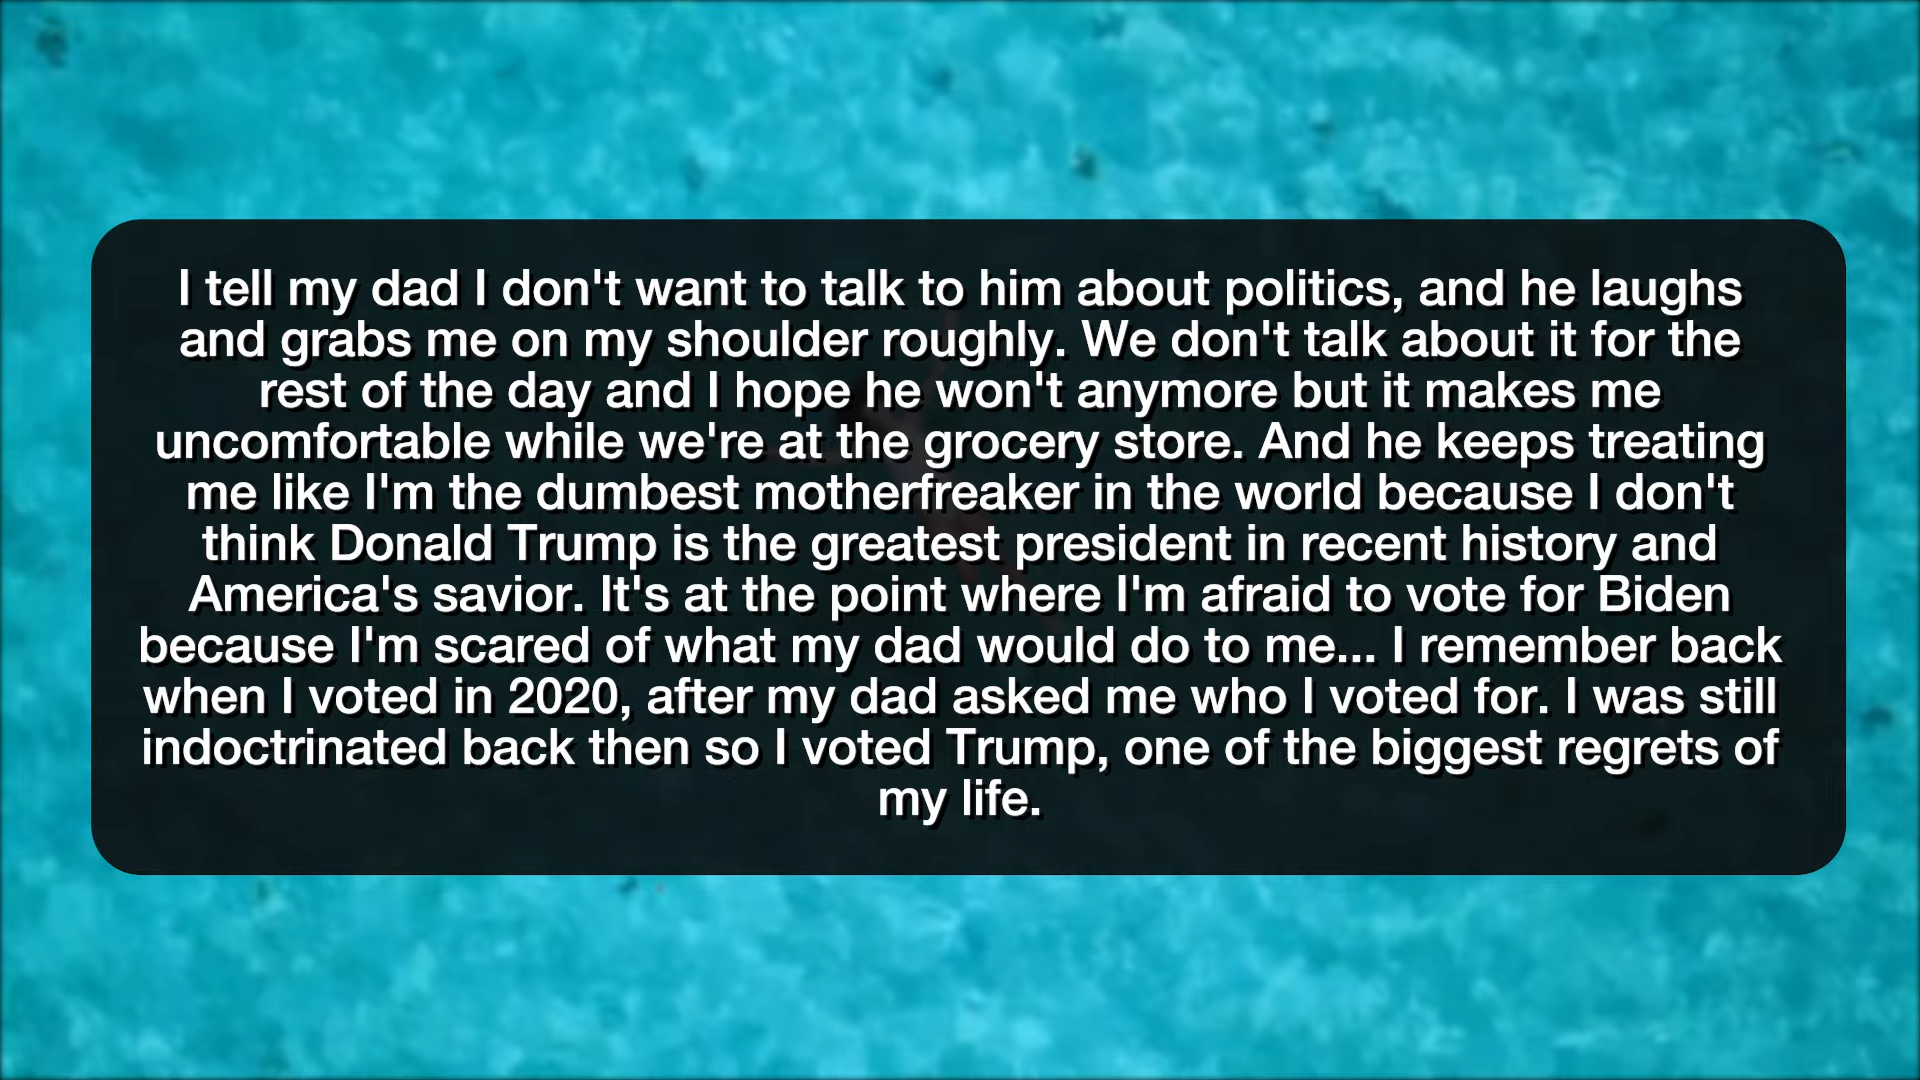 I tell my dad I don't want to talk to him about politics, and he laughs
and grabs me on my shoulder roughly. We don't talk about it for the
rest of the day and I hope he won't anymore but it makes me
uncomfortable while we're at the grocery store. And he keeps treating
me like I'm the dumbest motherfreaker in the world because I don't
think Donald Trump is the greatest president in recent history and
America's savior. It's at the point where I'm afraid to vote for Biden
because I'm scared of what my dad would do to me... I remember back
when I voted in 2020, after my dad asked me who I voted for. I was still
indoctrinated back then so I voted Trump, one of the biggest regrets of
my life.